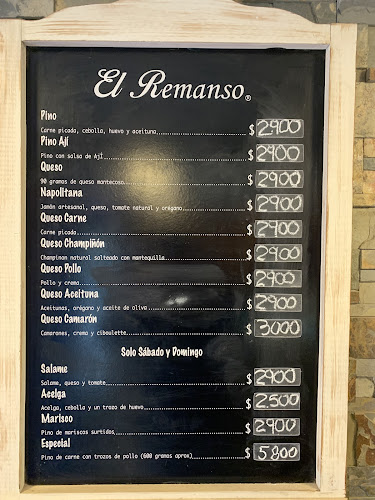 El Remanso®
Pino
Carne picada, cebolla, huevo y aceituna $ 2900
Pino Ají
Pino con salsa de Ají $ 2900
Queso
90 gramos de queso mantecoso $ 2900
Napolitana
Jamón artesanal, queso, tomate natural y orégano $ 2900
Queso Carne
Carne picada $ 2900
Queso Champiñón
Champinon natural salteado con mantequilla $ 2900
Queso Pollo
Pollo y crema $ 2900
Queso Aceituna
Aceitunas, orégano y aceite de oliva $ 2900
Queso Camarón
Camarones, crema y ciboulette $ 3000
Solo Sábado y Domingo
Salame
Salame, queso y tomate $ 2900
Acelga
Acelga, cebolla y un trozo de huevo $ 2500
Marisco
Pino de mariscos surtidos $ 2900
Especial
Pino de carne con trozos de pollo (600 gramos aprox) $ 5800